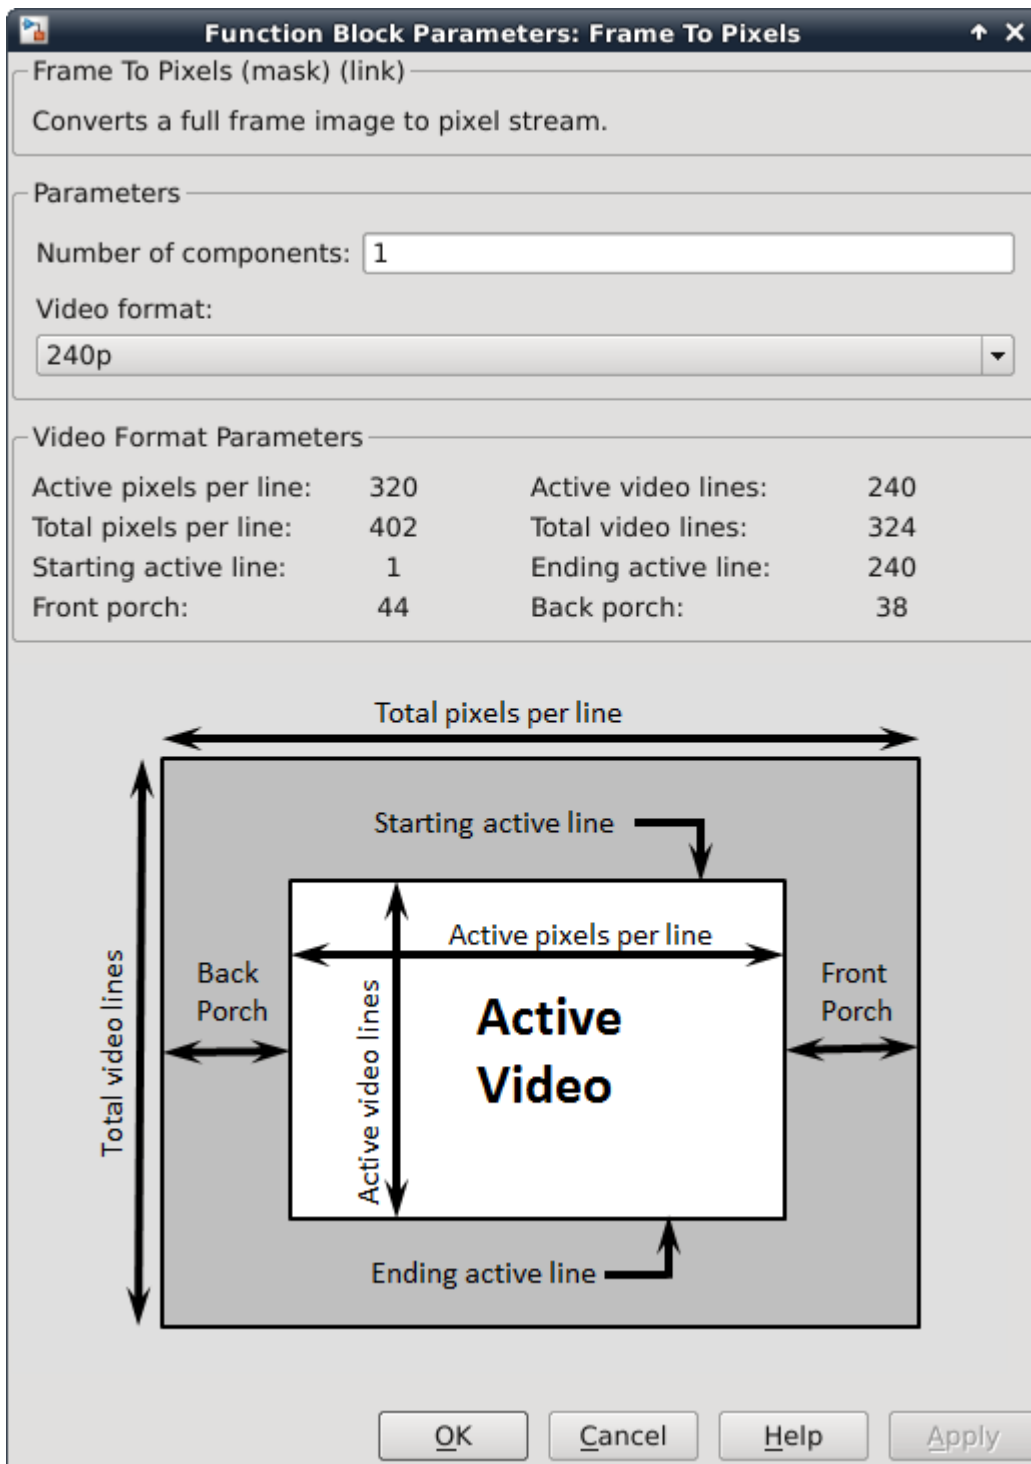 Function Block Parameters: Frame To Pixels
Frame To Pixels (mask) (link)
Converts a full frame image to pixel stream.
Parameters
Number of components: 1
Video format:
240p
Video Format Parameters
Active pixels per line: 320 Active video lines: 240
Total pixels per line: 402 Total video lines: 324
Starting active line: 1 Ending active line: 240
Front porch: 44 Back porch: 38
Total pixels per line
Starting active line
Active pixels per line
Back
Porch
Front
Porch
Total video lines
Active video lines
Active
Video
Ending active line
OK Cancel Help Apply